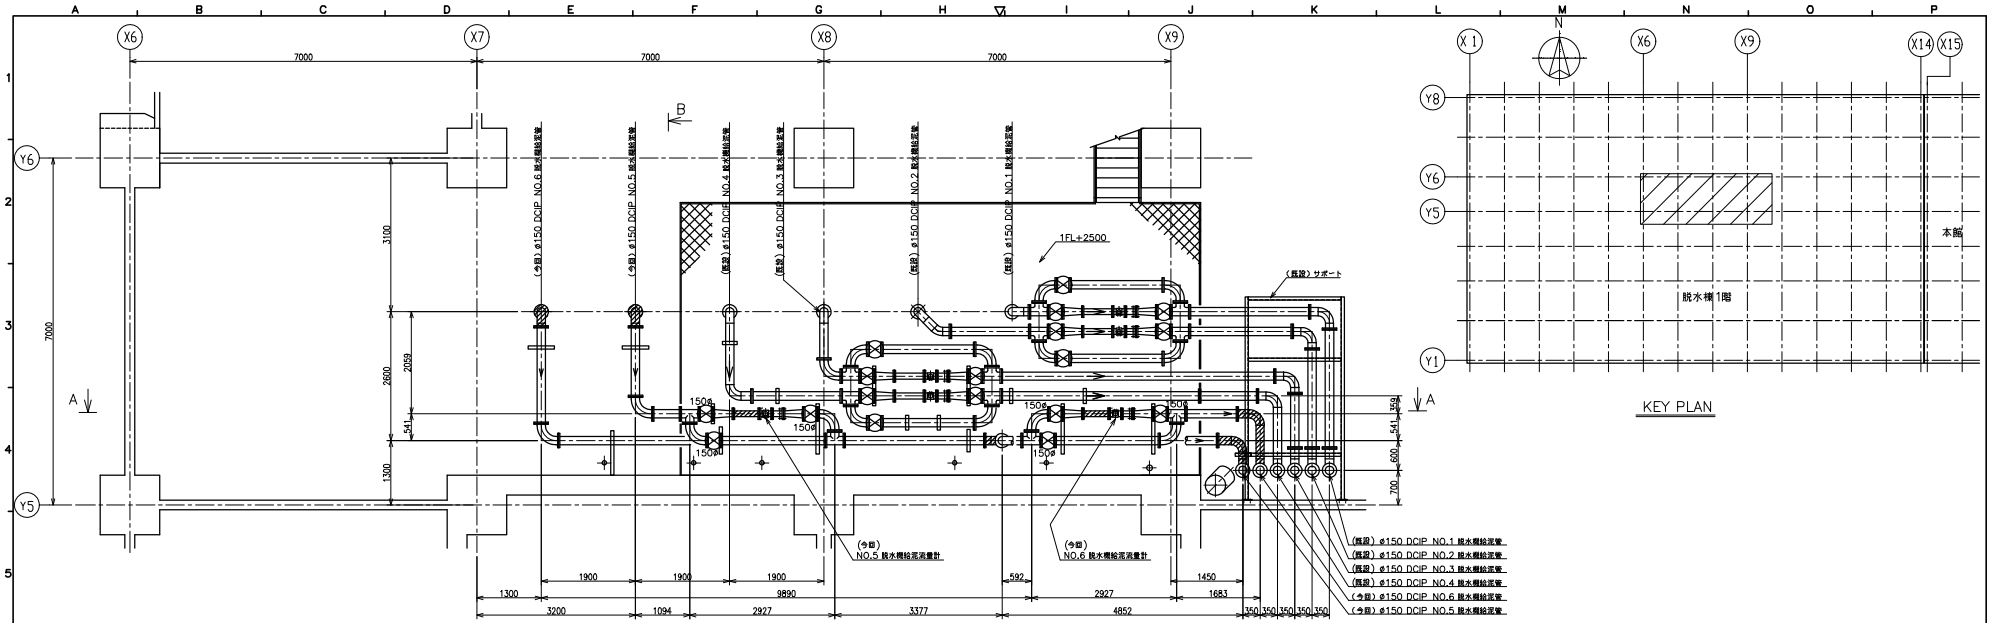 A B C D E F G H I J K L M N O P
1
2
3
4
5
X6 X7 X8 X9
7000 7000 7000
Y6
Y5
7000
3100
2600
2059
541
1300
A
B
(今回) φ150 DCIP NO.6 脱水機給泥管
(今回) φ150 DCIP NO.5 脱水機給泥管
(既設) φ150 DCIP NO.4 脱水機給泥管
(既設) φ150 DCIP NO.3 脱水機給泥管
(既設) φ150 DCIP NO.2 脱水機給泥管
(既設) φ150 DCIP NO.1 脱水機給泥管
1FL+2500
(既設) サポート
150φ
150φ
150φ
150φ
150φ
150φ
A
359
541
600
700
(今回)
NO.5 脱水機給泥流量計
(今回)
NO.6 脱水機給泥流量計
(既設) φ150 DCIP NO.1 脱水機給泥管
(既設) φ150 DCIP NO.2 脱水機給泥管
(既設) φ150 DCIP NO.3 脱水機給泥管
(既設) φ150 DCIP NO.4 脱水機給泥管
(今回) φ150 DCIP NO.6 脱水機給泥管
(今回) φ150 DCIP NO.5 脱水機給泥管
1900 1900 1900 592 1450
1300 9890 2927 1683
3200 1094 2927 3377 4852 350 350 350 350 350
N
X1 X6 X9 X14 X15
Y8
Y6
Y5
Y1
本館
脱水棟1階
KEY PLAN